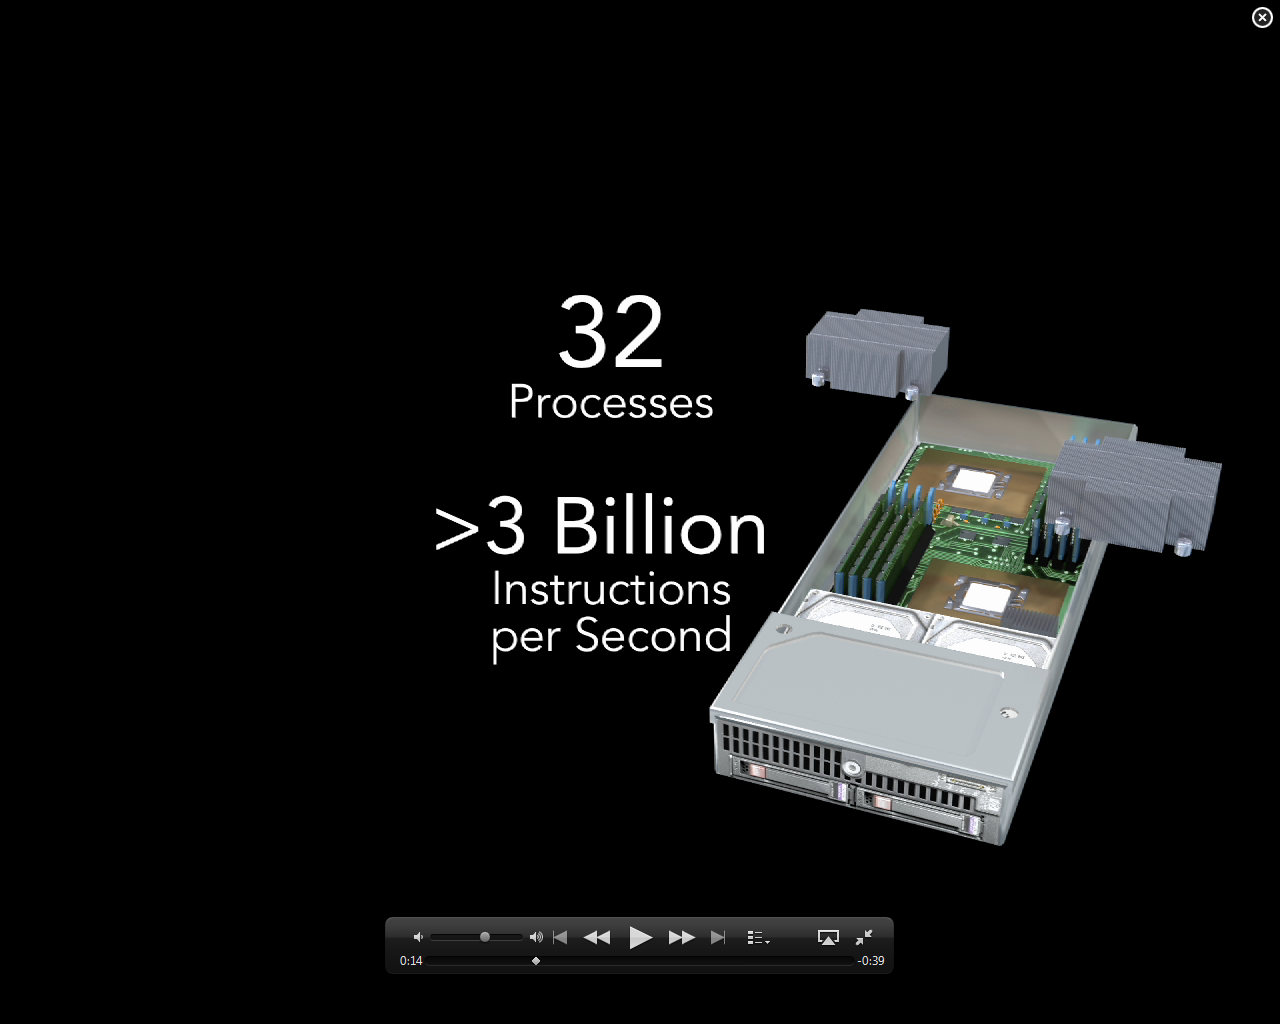 32
Processes
>3 Billion
Instructions
per Second
0:14
-0:39